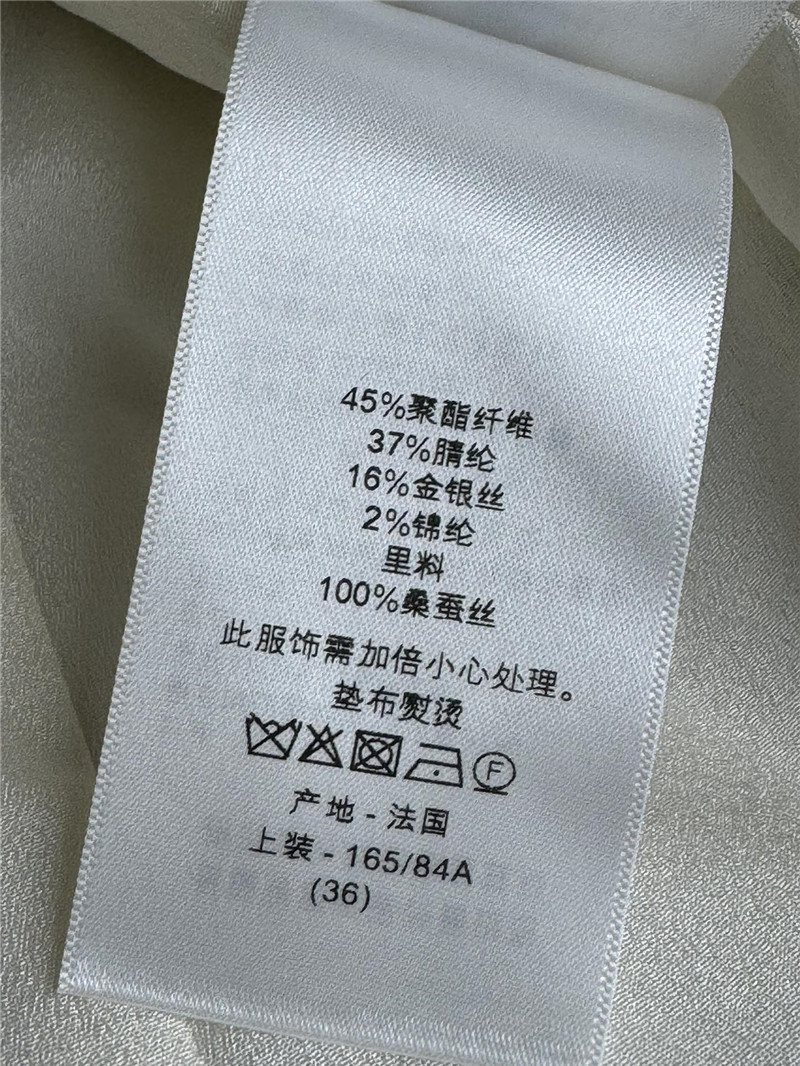 45%聚酯纤维
37%腈纶
16%金银丝
2%锦纶
里料
100%桑蚕丝
此服饰需加倍小心处理。
垫布熨烫
F
产地 - 法国
上装 - 165/84A
(36)